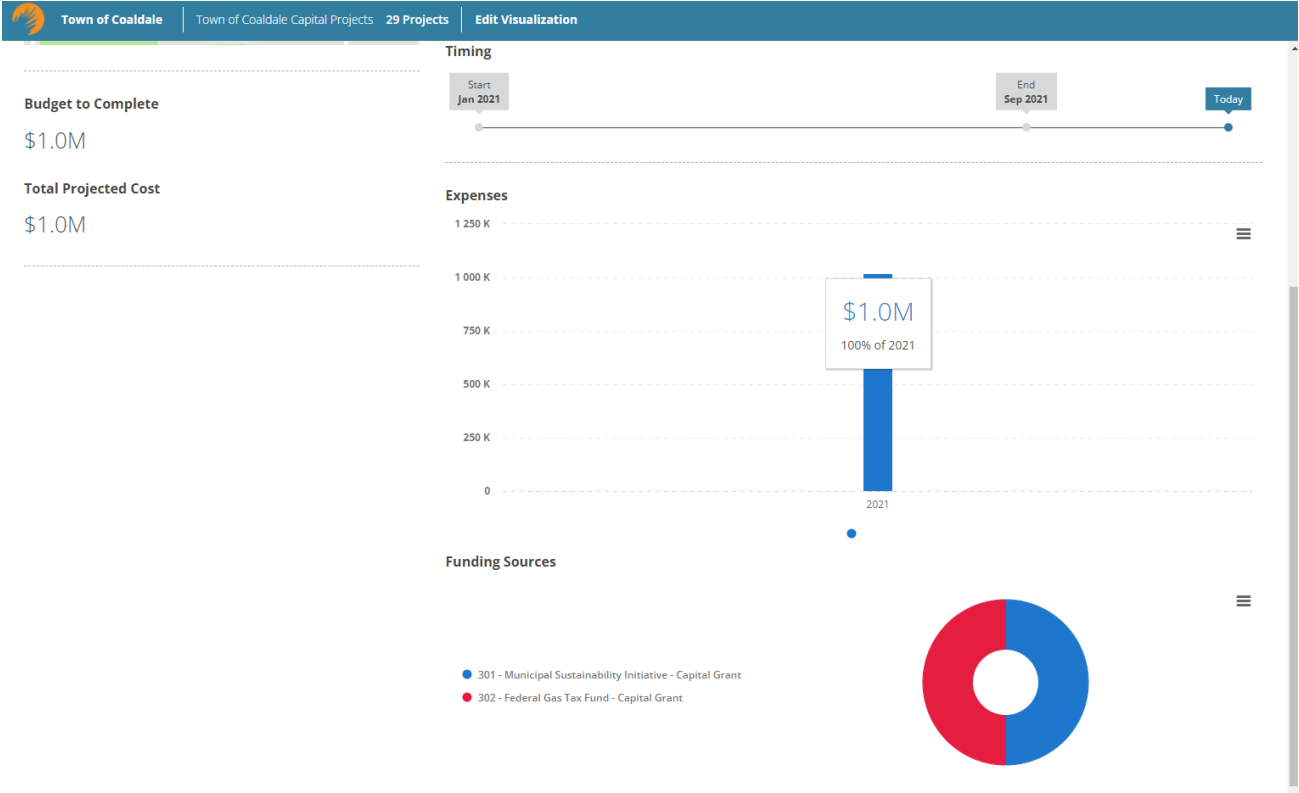 Town of Coaldale
Town of Coaldale Capital Projects 29 Projects
Edit Visualization
Budget to Complete
$1.0M
Total Projected Cost
$1.0M
Timing
Start
Jan 2021
End
Sep 2021
Today
Expenses
1 250 K
1 000 K
750 K
500 K
250 K
0
$1.0M
100% of 2021
2021
Funding Sources
301 - Municipal Sustainability Initiative - Capital Grant
302 - Federal Gas Tax Fund - Capital Grant